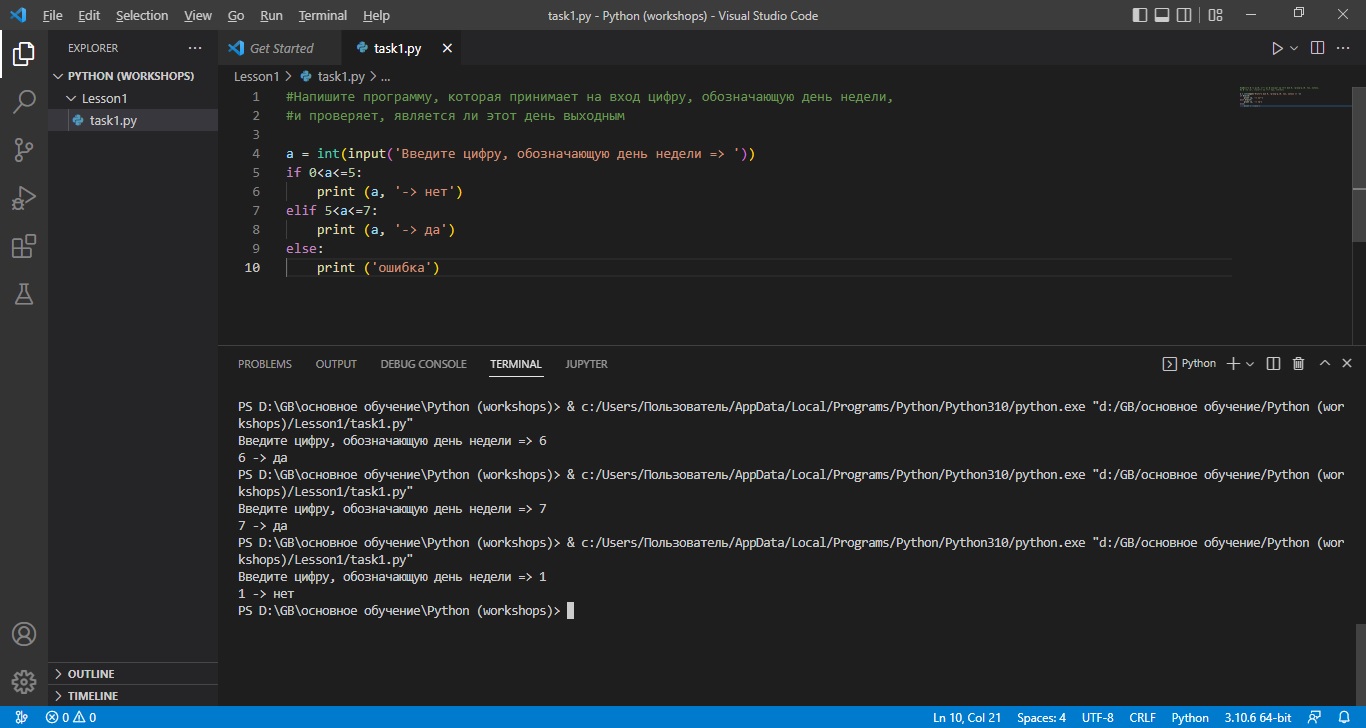 File Edit Selection View Go Run Terminal Help
task1.py - Python (workshops) - Visual Studio Code
EXPLORER
PYTHON (WORKSHOPS)
Lesson1
task1.py
OUTLINE
TIMELINE
Get Started
task1.py
Lesson1 > task1.py > ...
1 #Напишите программу, которая принимает на вход цифру, обозначающую день недели,
2 #и проверяет, является ли этот день выходным
3
4 a = int(input('Введите цифру, обозначающую день недели => '))
5 if 0<a<=5:
6     print (a, '-> нет')
7 elif 5<a<=7:
8     print (a, '-> да')
9 else:
10     print ('ошибка')
PROBLEMS OUTPUT DEBUG CONSOLE TERMINAL JUPYTER
Python
PS D:\GB\основное обучение\Python (workshops)> & c:/Users/Пользователь/AppData/Local/Programs/Python/Python310/python.exe "d:/GB/основное обучение/Python (wor
kshops)/Lesson1/task1.py"
Введите цифру, обозначающую день недели => 6
6 -> да
PS D:\GB\основное обучение\Python (workshops)> & c:/Users/Пользователь/AppData/Local/Programs/Python/Python310/python.exe "d:/GB/основное обучение/Python (wor
kshops)/Lesson1/task1.py"
Введите цифру, обозначающую день недели => 7
7 -> да
PS D:\GB\основное обучение\Python (workshops)> & c:/Users/Пользователь/AppData/Local/Programs/Python/Python310/python.exe "d:/GB/основное обучение/Python (wor
kshops)/Lesson1/task1.py"
Введите цифру, обозначающую день недели => 1
1 -> нет
PS D:\GB\основное обучение\Python (workshops)>
0 0
Ln 10, Col 21 Spaces: 4 UTF-8 CRLF Python 3.10.6 64-bit